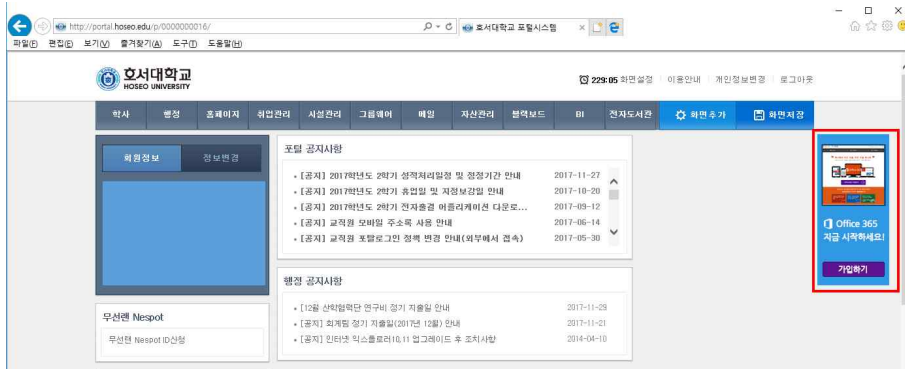 http://portal.hoseo.edu/p/0000000016/
호서대학교 포털시스템
파일(F) 편집(E) 보기(V) 즐겨찾기(A) 도구(T) 도움말(H)
호서대학교
HOSEO UNIVERSITY
229:05 화면설정 이용안내 개인정보변경 로그아웃
학사 행정 홈페이지 취업관리 시설관리 그룹웨어 메일 자산관리 블랙보드 BI 전자도서관 화면추가 화면저장
회원정보 정보변경
포털 공지사항
[공지] 2017학년도 2학기 성적처리일정 및 정정기간 안내 2017-11-27
[공지] 2017학년도 2학기 휴업일 및 지정보강일 안내 2017-10-20
[공지] 2017학년도 2학기 전자출결 어플리케이션 다운로... 2017-09-12
[공지] 교직원 모바일 주소록 사용 안내 2017-06-14
[공지] 교직원 포탈로그인 정책 변경 안내(외부에서 접속) 2017-05-30
Office 365
지금 시작하세요!
가입하기
행정 공지사항
[12월 산학협력단 연구비 정기 지출일 안내 2017-11-29
[공지] 회계팀 정기 지출일(2017년 12월) 안내 2017-11-21
[공지] 인터넷 익스플로러10,11 업그레이드 후 조치사항 2014-04-10
무선랜 Nespot
무선랜 Nespot ID신청